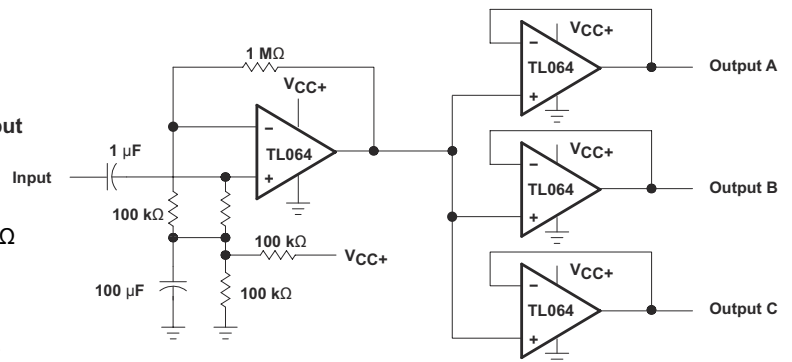 1 MΩ
VCC+
−
TL064
+
1 µF
Input
100 kΩ
Ω
100 kΩ
VCC+
100 µF
100 kΩ
VCC+
−
TL064
+
Output A
VCC+
−
TL064
+
Output B
VCC+
−
TL064
+
Output C